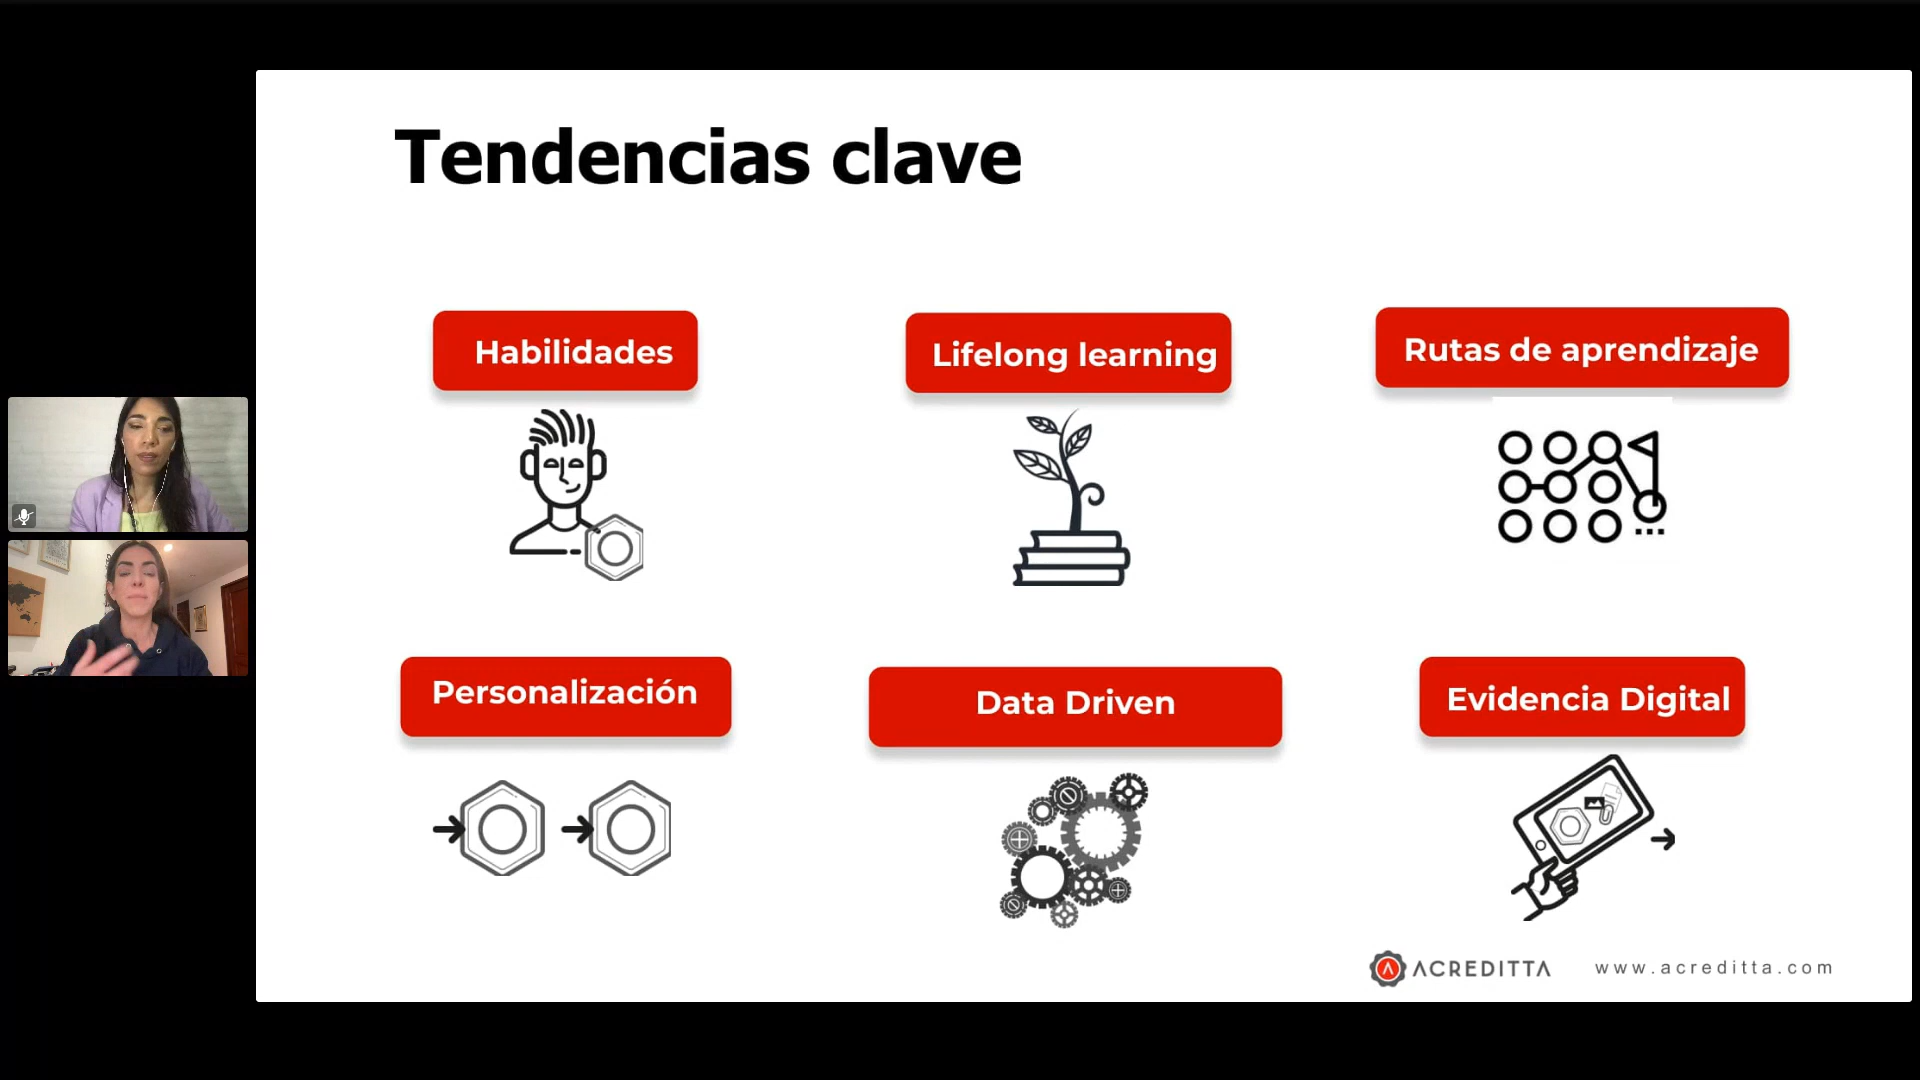 Tendencias clave
Habilidades
Lifelong learning
Rutas de aprendizaje
Personalización
Data Driven
Evidencia Digital
ACREDITTA
www.acreditta.com